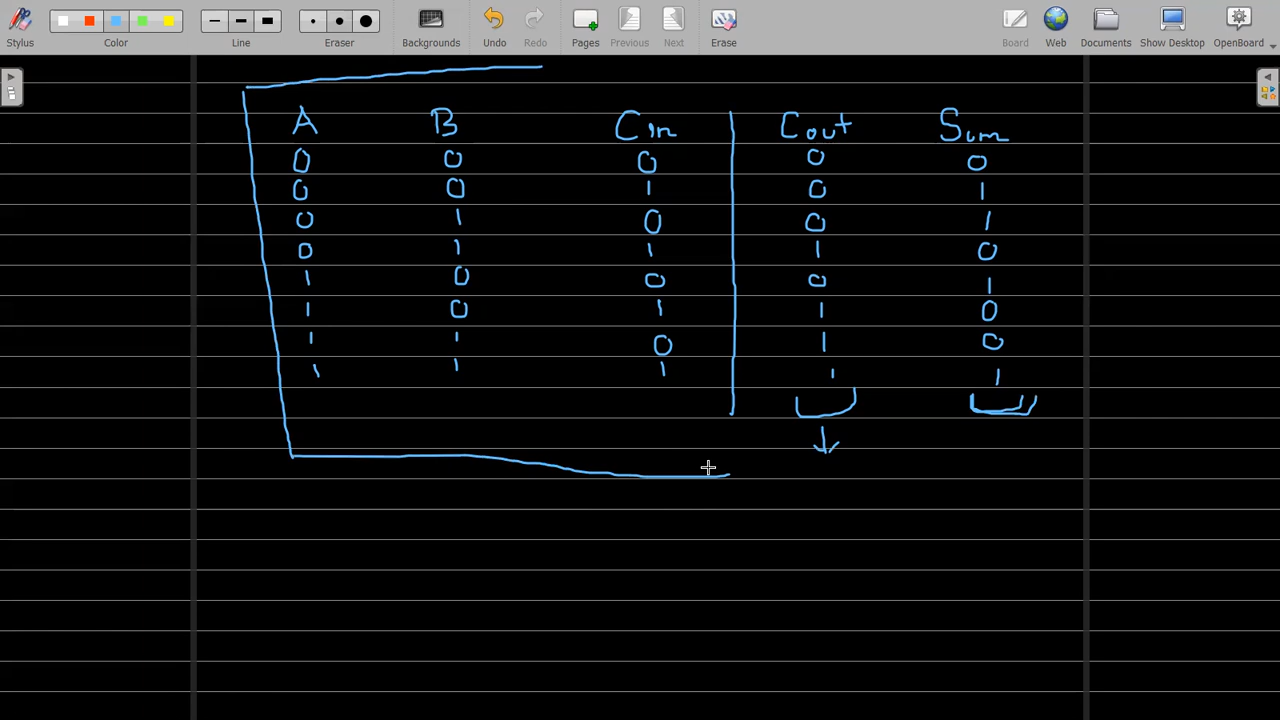 Stylus Color Line Eraser Backgrounds Undo Redo Pages Previous Next Erase Board Web Documents Show Desktop OpenBoard
A B Cin Cout Sum
0 0 0 0 0
0 0 1 0 1
0 1 0 0 1
0 1 1 1 0
1 0 0 0 1
1 0 1 1 0
1 1 0 1 0
1 1 1 1 1